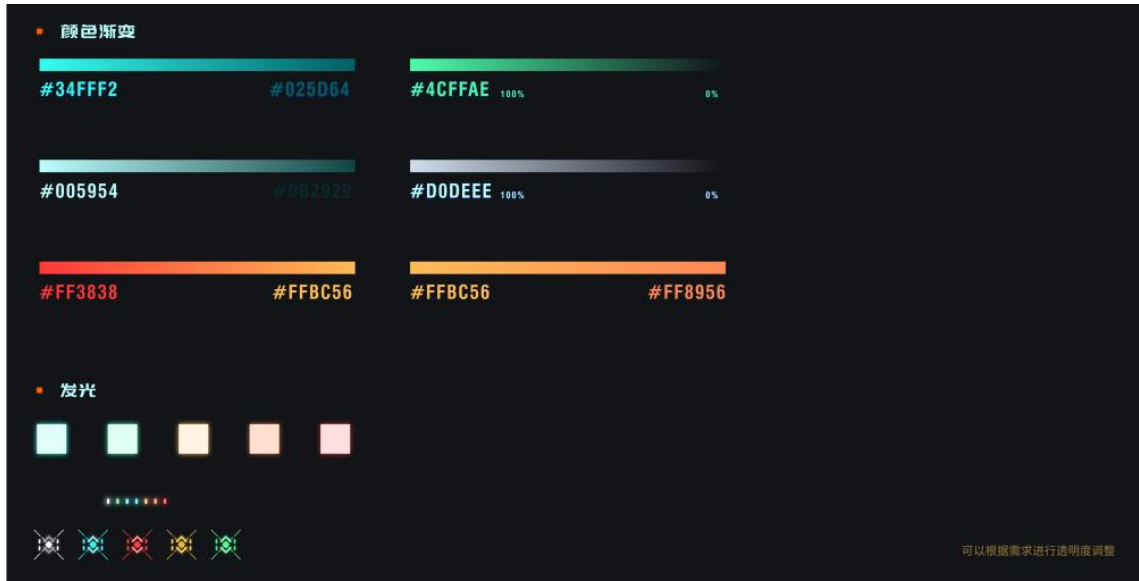 颜色渐变
#34FFF2 #025D64 #4CFFAE 100% 0%
#005954 #0B2929 #D0DEEE 100% 0%
#FF3838 #FFBC56 #FFBC56 #FF8956
发光
可以根据需求进行透明度调整